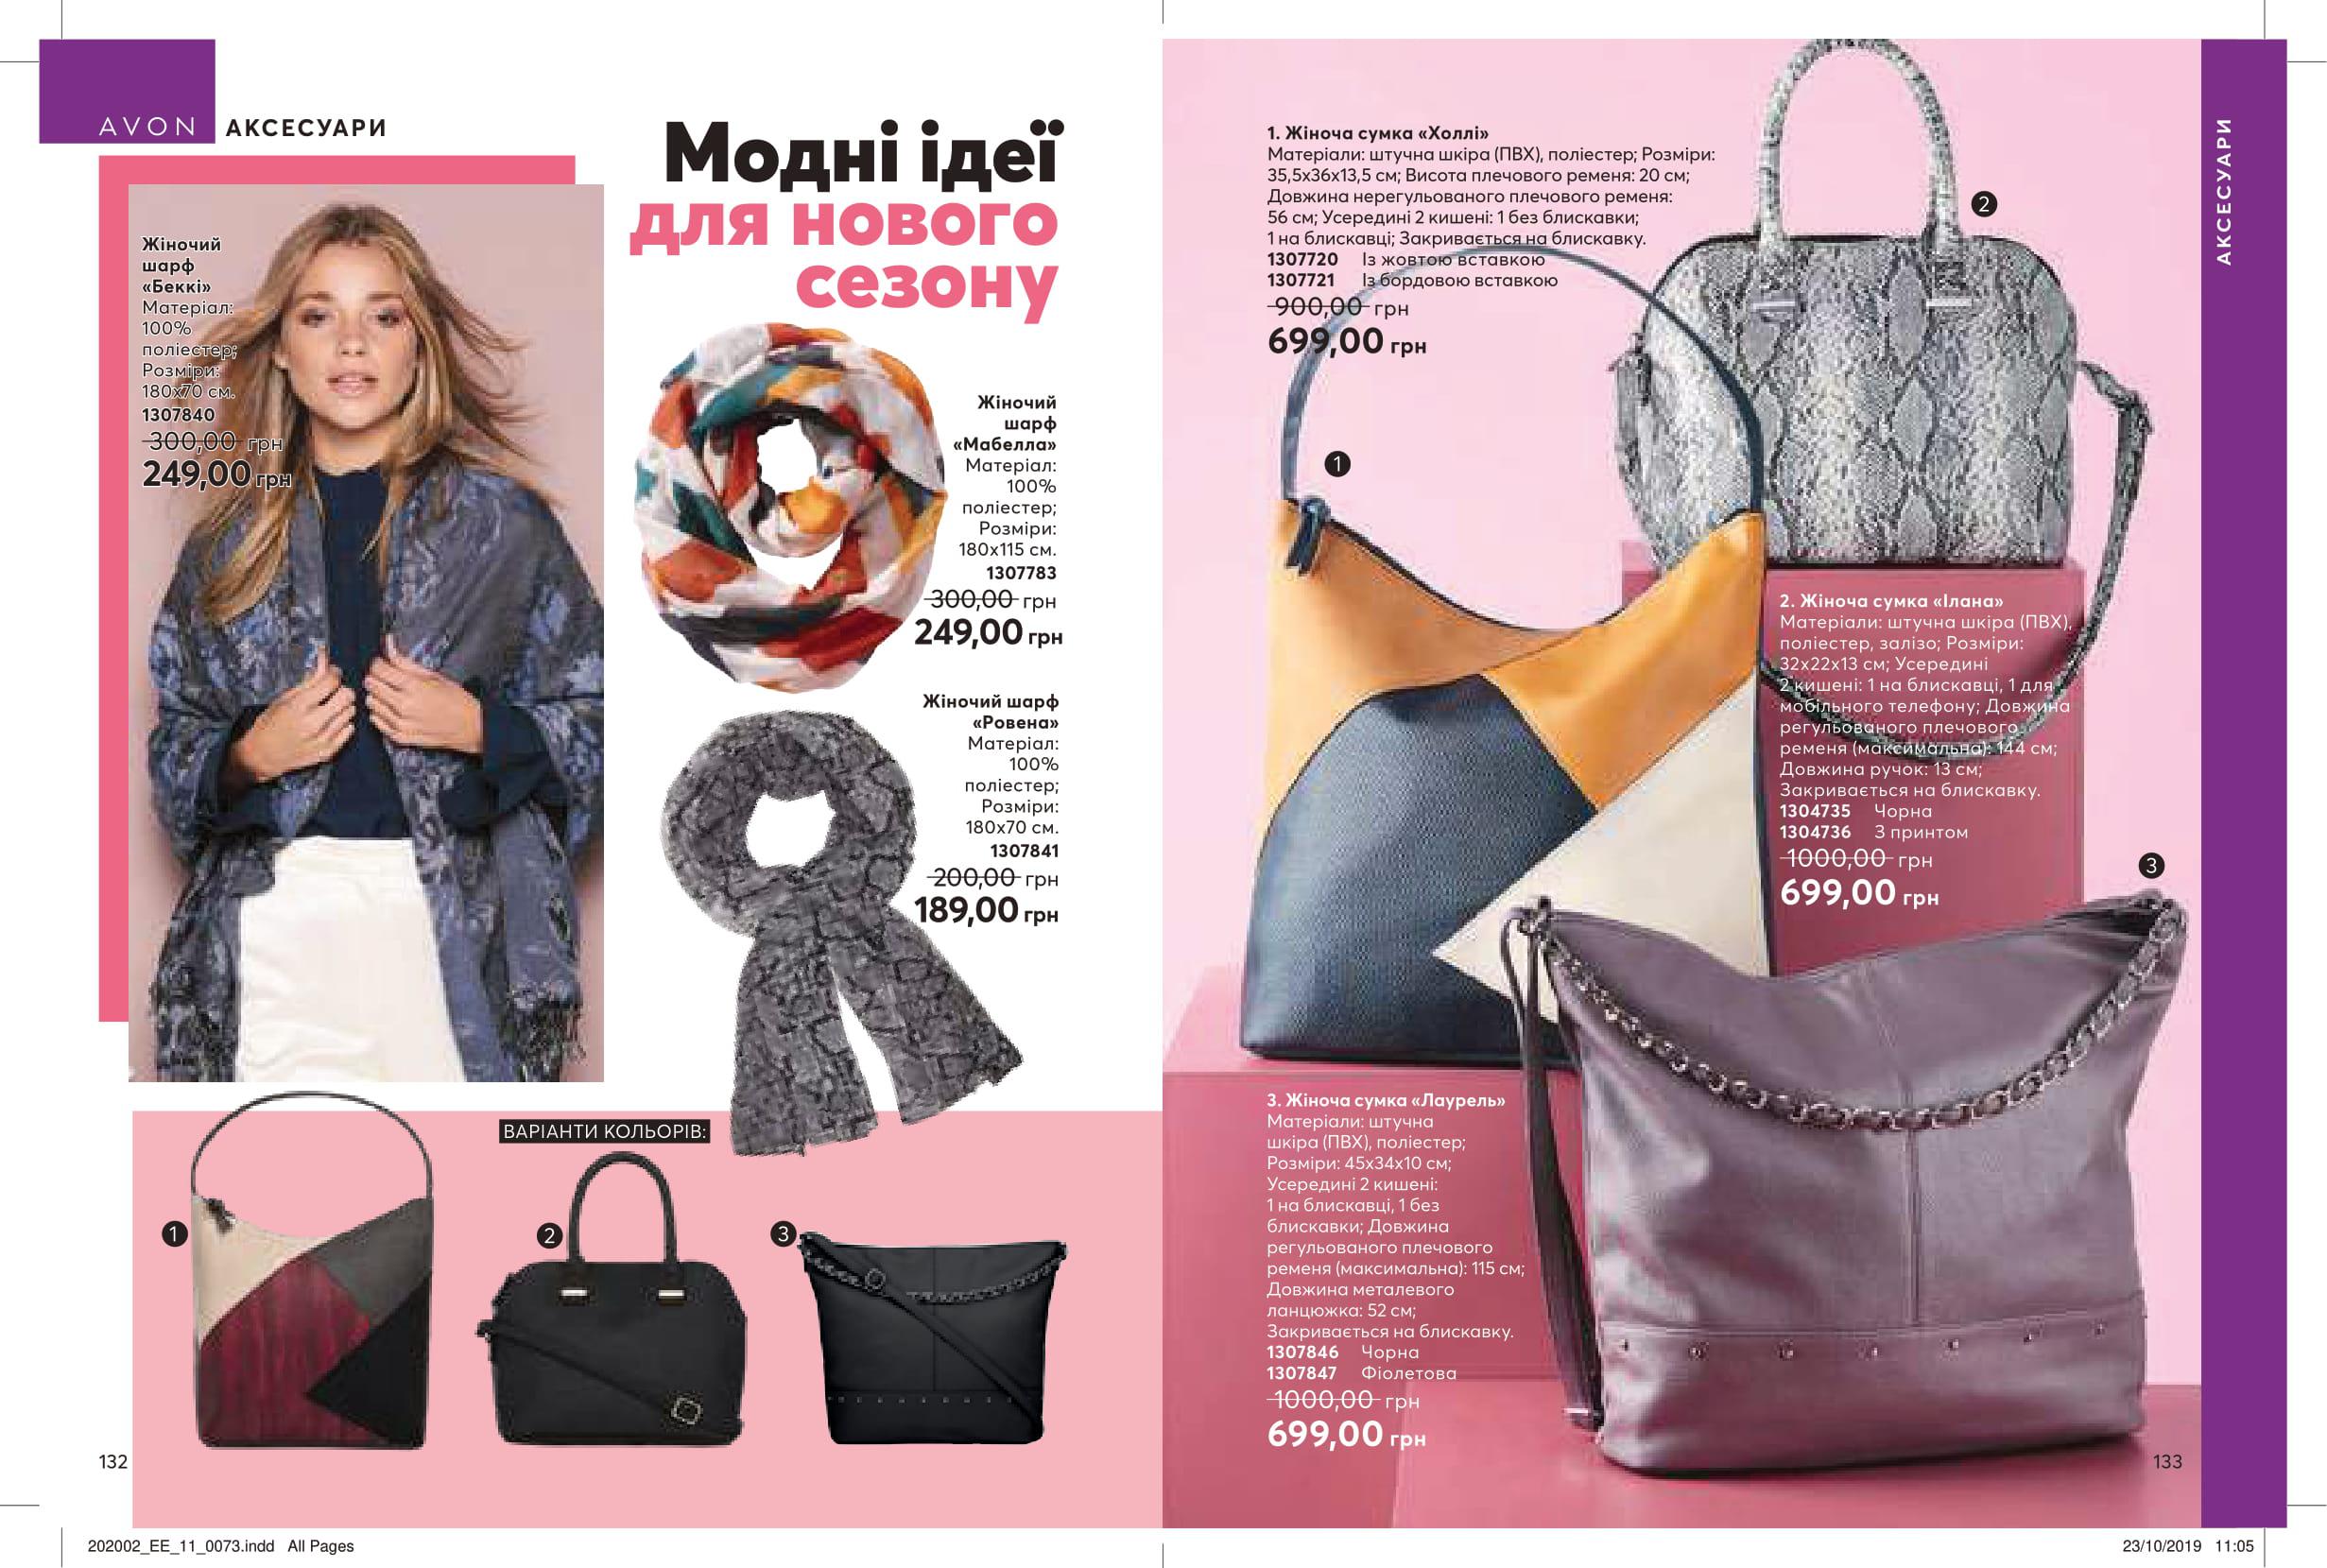 AVON АКСЕСУАРИ
Модні ідеї
для нового
сезону
Жіночий
шарф
«Беккі»
Матеріал:
100%
поліестер;
Розміри:
180х70 см.
1307840
300,00 грн
249,00 грн
Жіночий
шарф
«Мабелла»
Матеріал:
100%
поліестер;
Розміри:
180х115 см.
1307783
300,00 грн
249,00 грн
Жіночий шарф
«Ровена»
Матеріал:
100%
поліестер;
Розміри:
180х70 см.
1307841
200,00 грн
189,00 грн
ВАРІАНТИ КОЛЬОРІВ:
1
2
3
132
1. Жіноча сумка «Холлі»
Матеріали: штучна шкіра (ПВХ), поліестер; Розміри:
35,5х36х13,5 см; Висота плечового ременя: 20 см;
Довжина нерегульованого плечового ременя:
56 см; Усередині 2 кишені: 1 без блискавки;
1 на блискавці; Закривається на блискавку.
1307720 Із жовтою вставкою
1307721 Із бордовою вставкою
900,00 грн
699,00 грн
2
1
2. Жіноча сумка «Ілана»
Матеріали: штучна шкіра (ПВХ),
поліестер, залізо; Розміри:
32х22х13 см; Усередині
2 кишені: 1 на блискавці, 1 для
мобільного телефону; Довжина
регульованого плечового
ременя (максимальна): 144 см;
Довжина ручок: 13 см;
Закривається на блискавку.
1304735 Чорна
1304736 З принтом
1000,00 грн
699,00 грн
3
3. Жіноча сумка «Лаурель»
Матеріали: штучна
шкіра (ПВХ), поліестер;
Розміри: 45х34х10 см;
Усередині 2 кишені:
1 на блискавці, 1 без
блискавки; Довжина
регульованого плечового
ременя (максимальна): 115 см;
Довжина металевого
ланцюжка: 52 см;
Закривається на блискавку.
1307846 Чорна
1307847 Фіолетова
1000,00 грн
699,00 грн
133
АКСЕСУАРИ
202002_EE_11_0073.indd All Pages
23/10/2019 11:05